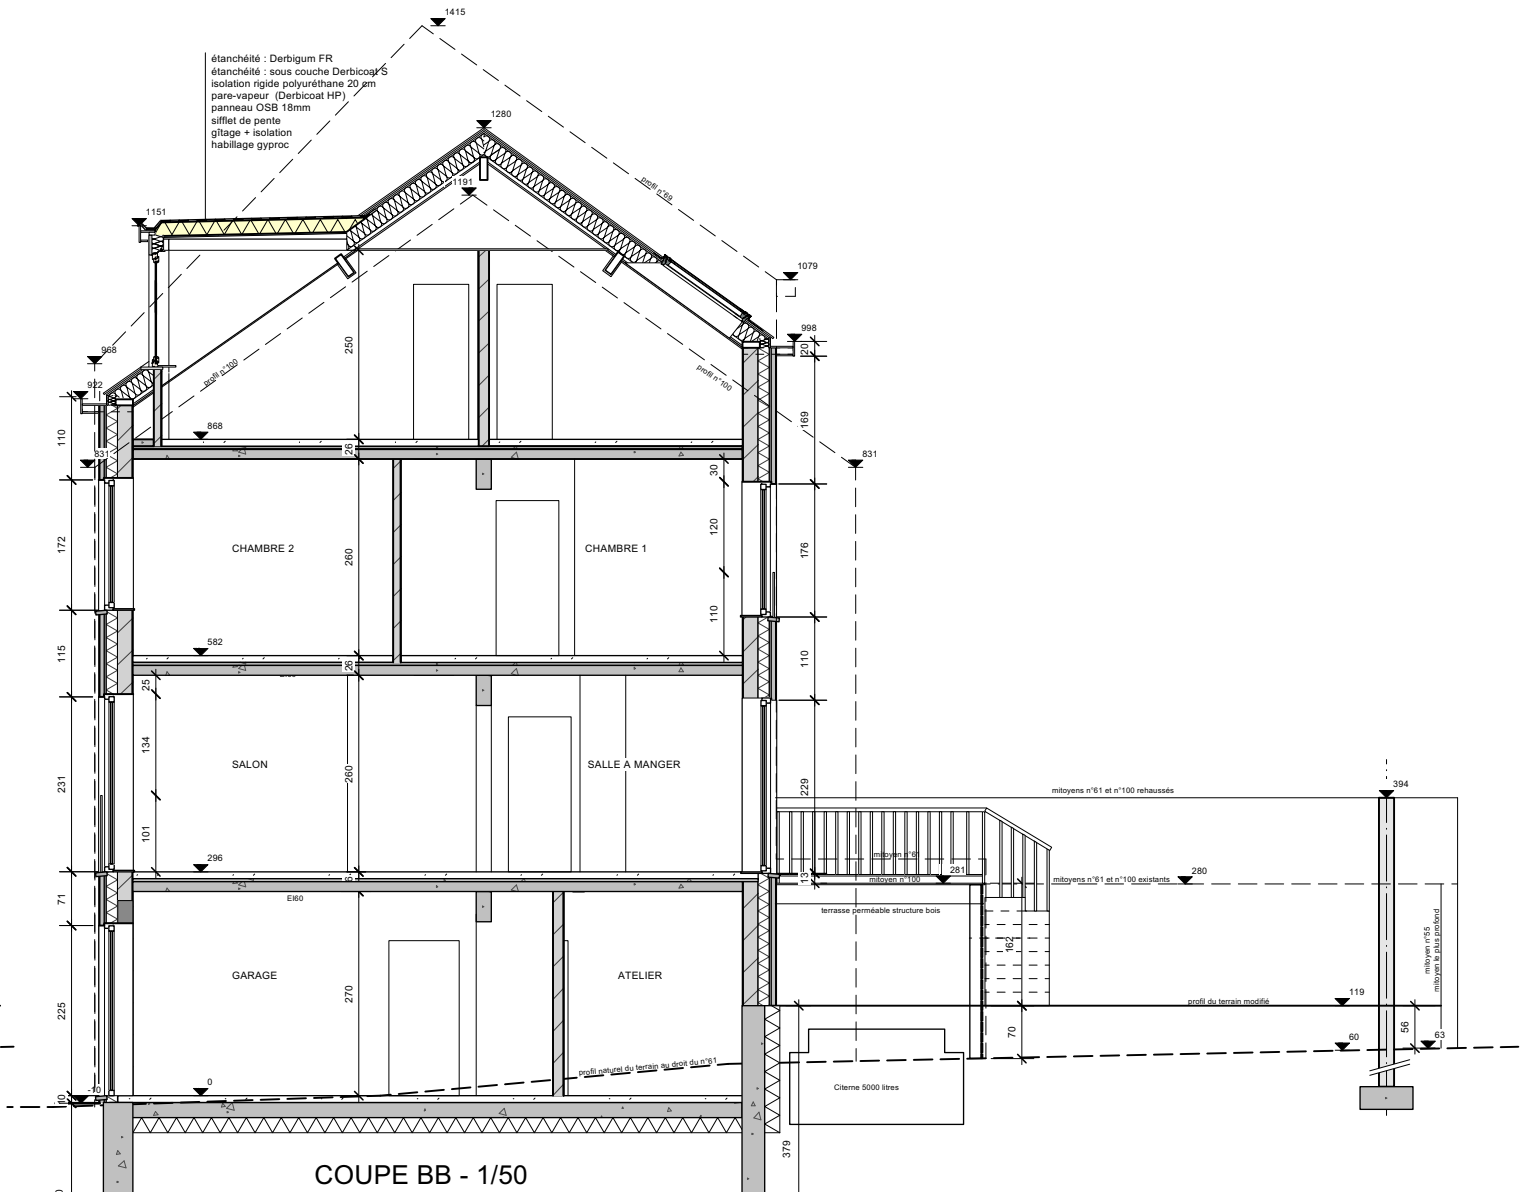 1415
étanchéité : Derbigum FR
étanchéité : sous couche Derbicoat S
isolation rigide polyuréthane 20 cm
pare-vapeur (Derbicoat HP)
panneau OSB 18mm
sifflet de pente
gîtage + isolation
habillage gyproc
1280
1191
profil n°69
1151
1079
998
20
968
profil n°100
profil n°100
250
922
169
110
868
26
831
30
831
172
CHAMBRE 2
260
CHAMBRE 1
120
176
110
115
582
26
110
25
134
SALON
260
SALLE A MANGER
231
229
mitoyens n°61 et n°100 rehaussés
394
101
296
mitoyen n°61
13
mitoyen n°100
281
mitoyens n°61 et n°100 existants
280
71
EI60
terrasse perméable structure bois
162
mitoyen n°55
mitoyen le plus profond
GARAGE
270
ATELIER
225
profil du terrain modifié
119
70
56
60
63
profil naturel du terrain au droit du n°61
-10
0
10
Citerne 5000 litres
379
COUPE BB - 1/50